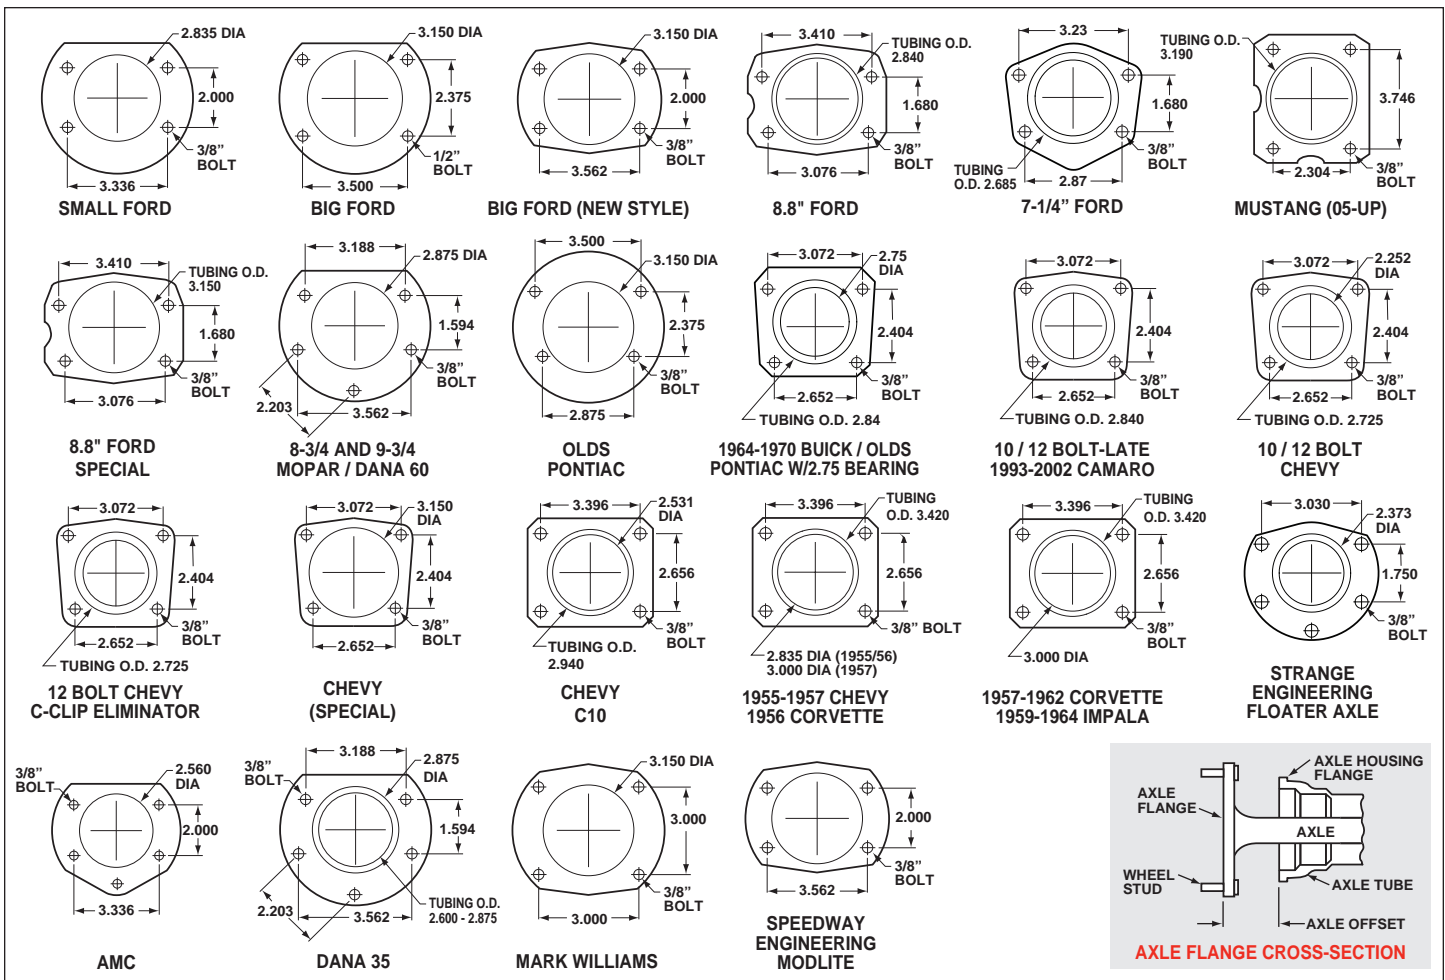 2.835 DIA
2.000
3/8”
BOLT
3.336
SMALL FORD
3.150 DIA
2.375
1/2”
BOLT
3.500
BIG FORD
3.150 DIA
2.000
3/8”
BOLT
3.562
BIG FORD (NEW STYLE)
3.410
TUBING O.D.
2.840
1.680
3/8”
BOLT
3.076
8.8" FORD
3.23
1.680
3/8”
BOLT
TUBING
O.D. 2.685
2.87
7-1/4” FORD
TUBING O.D.
3.190
3.746
3/8”
BOLT
2.304
MUSTANG (05-UP)
3.410
TUBING O.D.
3.150
1.680
3/8”
BOLT
3.076
8.8" FORD
SPECIAL
3.188
2.875 DIA
1.594
3/8”
BOLT
2.203
3.562
8-3/4 AND 9-3/4
MOPAR / DANA 60
3.500
3.150 DIA
2.375
3/8”
BOLT
2.875
OLDS
PONTIAC
3.072
2.75
DIA
2.404
3/8”
BOLT
2.652
TUBING O.D. 2.84
1964-1970 BUICK / OLDS
PONTIAC W/2.75 BEARING
3.072
2.404
3/8”
BOLT
2.652
TUBING O.D. 2.840
10 / 12 BOLT-LATE
1993-2002 CAMARO
3.072
2.252
DIA
2.404
3/8”
BOLT
2.652
TUBING O.D. 2.725
10 / 12 BOLT
CHEVY
3.072
2.404
3/8”
BOLT
2.652
TUBING O.D. 2.725
12 BOLT CHEVY
C-CLIP ELIMINATOR
3.072
3.150
DIA
2.404
3/8”
BOLT
2.652
CHEVY
(SPECIAL)
3.396
2.531
DIA
2.656
3/8”
BOLT
TUBING O.D.
2.940
CHEVY
C10
3.396
TUBING
O.D. 3.420
2.656
3/8” BOLT
2.835 DIA (1955/56)
3.000 DIA (1957)
1955-1957 CHEVY
1956 CORVETTE
3.396
TUBING
O.D. 3.420
2.656
3/8”
BOLT
3.000 DIA
1957-1962 CORVETTE
1959-1964 IMPALA
3.030
2.373
DIA
1.750
3/8”
BOLT
STRANGE
ENGINEERING
FLOATER AXLE
3/8”
BOLT
2.560
DIA
2.000
3.336
AMC
3/8”
BOLT
3.188
2.875
DIA
1.594
2.203
3.562
TUBING O.D.
2.600 - 2.875
DANA 35
3.150 DIA
3.000
3/8”
BOLT
3.000
MARK WILLIAMS
2.000
3/8”
BOLT
3.562
SPEEDWAY
ENGINEERING
MODLITE
AXLE HOUSING
FLANGE
AXLE
FLANGE
AXLE
WHEEL
STUD
AXLE TUBE
AXLE OFFSET
AXLE FLANGE CROSS-SECTION